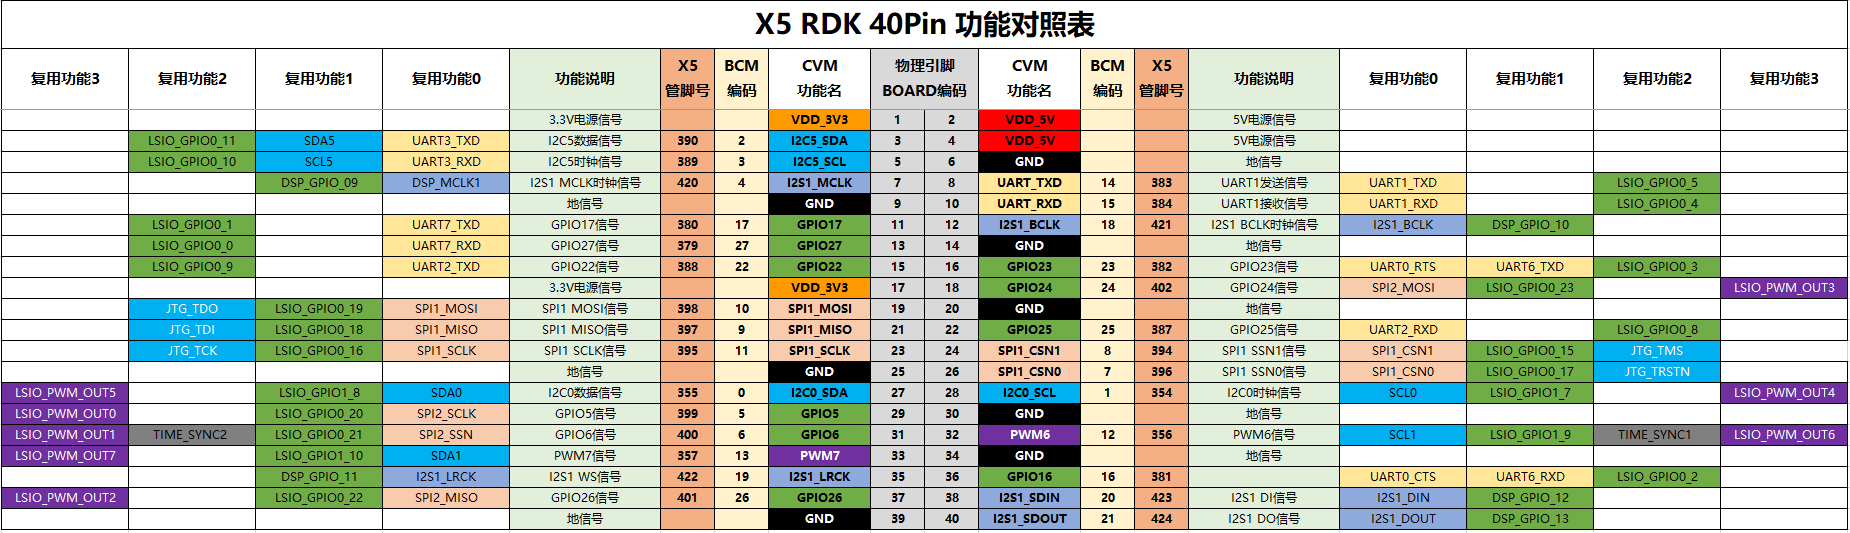 X5 RDK 40Pin 功能对照表
复用功能3 复用功能2 复用功能1 复用功能0 功能说明 X5 管脚号 BCM 编码 CVM 功能名 物理引脚 BOARD编码 CVM 功能名 BCM 编码 X5 管脚号 功能说明 复用功能0 复用功能1 复用功能2 复用功能3
3.3V电源信号 VDD_3V3 1 2 VDD_5V 5V电源信号
LSIO_GPIO0_11 SDA5 UART3_TXD I2C5数据信号 390 2 I2C5_SDA 3 4 VDD_5V 5V电源信号
LSIO_GPIO0_10 SCL5 UART3_RXD I2C5时钟信号 389 3 I2C5_SCL 5 6 GND 地信号
DSP_GPIO_09 DSP_MCLK1 I2S1 MCLK时钟信号 420 4 I2S1_MCLK 7 8 UART_TXD 14 383 UART1发送信号 UART1_TXD LSIO_GPIO0_5
地信号 GND 9 10 UART_RXD 15 384 UART1接收信号 UART1_RXD LSIO_GPIO0_4
LSIO_GPIO0_1 UART7_TXD GPIO17信号 380 17 GPIO17 11 12 I2S1_BCLK 18 421 I2S1 BCLK时钟信号 I2S1_BCLK DSP_GPIO_10
LSIO_GPIO0_0 UART7_RXD GPIO27信号 379 27 GPIO27 13 14 GND 地信号
LSIO_GPIO0_9 UART2_TXD GPIO22信号 388 22 GPIO22 15 16 GPIO23 23 382 GPIO23信号 UART0_RTS UART6_TXD LSIO_GPIO0_3
3.3V电源信号 VDD_3V3 17 18 GPIO24 24 402 GPIO24信号 SPI2_MOSI LSIO_GPIO0_23 LSIO_PWM_OUT3
JTG_TDO LSIO_GPIO0_19 SPI1_MOSI SPI1 MOSI信号 398 10 SPI1_MOSI 19 20 GND 地信号
JTG_TDI LSIO_GPIO0_18 SPI1_MISO SPI1 MISO信号 397 9 SPI1_MISO 21 22 GPIO25 25 387 GPIO25信号 UART2_RXD LSIO_GPIO0_8
JTG_TCK LSIO_GPIO0_16 SPI1_SCLK SPI1 SCLK信号 395 11 SPI1_SCLK 23 24 SPI1_CSN1 8 394 SPI1 SSN1信号 SPI1_CSN1 LSIO_GPIO0_15 JTG_TMS
地信号 GND 25 26 SPI1_CSN0 7 396 SPI1 SSN0信号 SPI1_CSN0 LSIO_GPIO0_17 JTG_TRSTN
LSIO_PWM_OUT5 LSIO_GPIO1_8 SDA0 I2C0数据信号 355 0 I2C0_SDA 27 28 I2C0_SCL 1 354 I2C0时钟信号 SCL0 LSIO_GPIO1_7 LSIO_PWM_OUT4
LSIO_PWM_OUT0 LSIO_GPIO0_20 SPI2_SCLK GPIO5信号 399 5 GPIO5 29 30 GND 地信号
LSIO_PWM_OUT1 TIME_SYNC2 LSIO_GPIO0_21 SPI2_SSN GPIO6信号 400 6 GPIO6 31 32 PWM6 12 356 PWM6信号 SCL1 LSIO_GPIO1_9 TIME_SYNC1 LSIO_PWM_OUT6
LSIO_PWM_OUT7 LSIO_GPIO1_10 SDA1 PWM7信号 357 13 PWM7 33 34 GND 地信号
DSP_GPIO_11 I2S1_LRCK I2S1 WS信号 422 19 I2S1_LRCK 35 36 GPIO16 16 381 UART0_CTS UART6_RXD LSIO_GPIO0_2
LSIO_PWM_OUT2 LSIO_GPIO0_22 SPI2_MISO GPIO26信号 401 26 GPIO26 37 38 I2S1_SDIN 20 423 I2S1 DI信号 I2S1_DIN DSP_GPIO_12
地信号 GND 39 40 I2S1_SDOUT 21 424 I2S1 DO信号 I2S1_DOUT DSP_GPIO_13